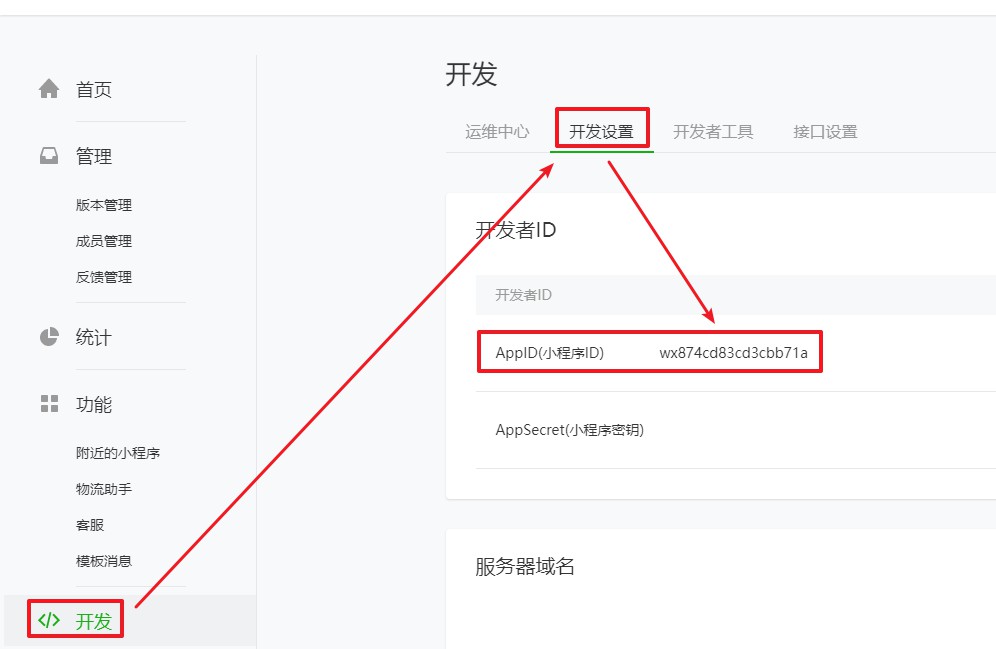 首页
管理
版本管理
成员管理
反馈管理
统计
功能
附近的小程序
物流助手
客服
模板消息
</> 开发
开发
运维中心 开发设置 开发者工具 接口设置
开发者ID
开发者ID
AppID(小程序ID) wx874cd83cd3cbb71a
AppSecret(小程序密钥)
服务器域名